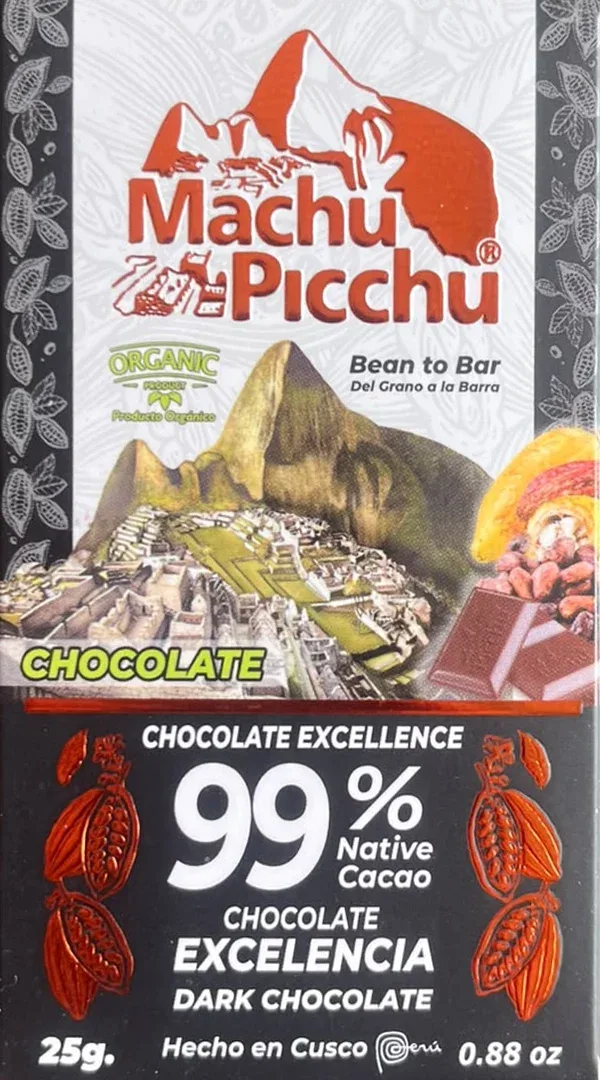 Machu
Picchu®
ORGANIC
PRODUCT
Producto Orgánico
Bean to Bar
Del Grano a la Barra
CHOCOLATE
CHOCOLATE EXCELLENCE
99%
Native
Cacao
CHOCOLATE
EXCELENCIA
DARK CHOCOLATE
25g.
Hecho en Cusco Perú
0.88 oz